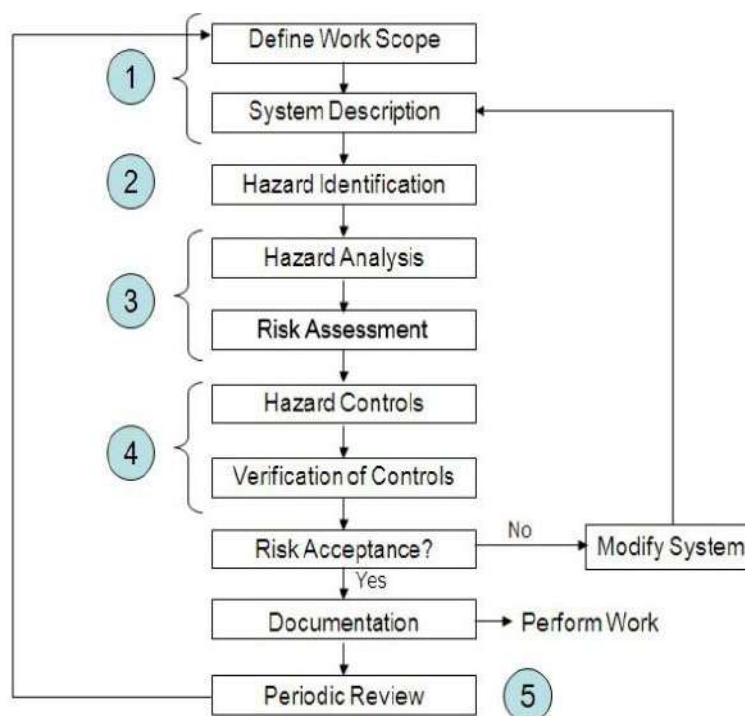 Define Work Scope
1
System Description
2
Hazard Identification
Hazard Analysis
3
Risk Assessment
Hazard Controls
4
Verification of Controls
Risk Acceptance?
No
Modify System
Yes
Documentation
Perform Work
Periodic Review
5